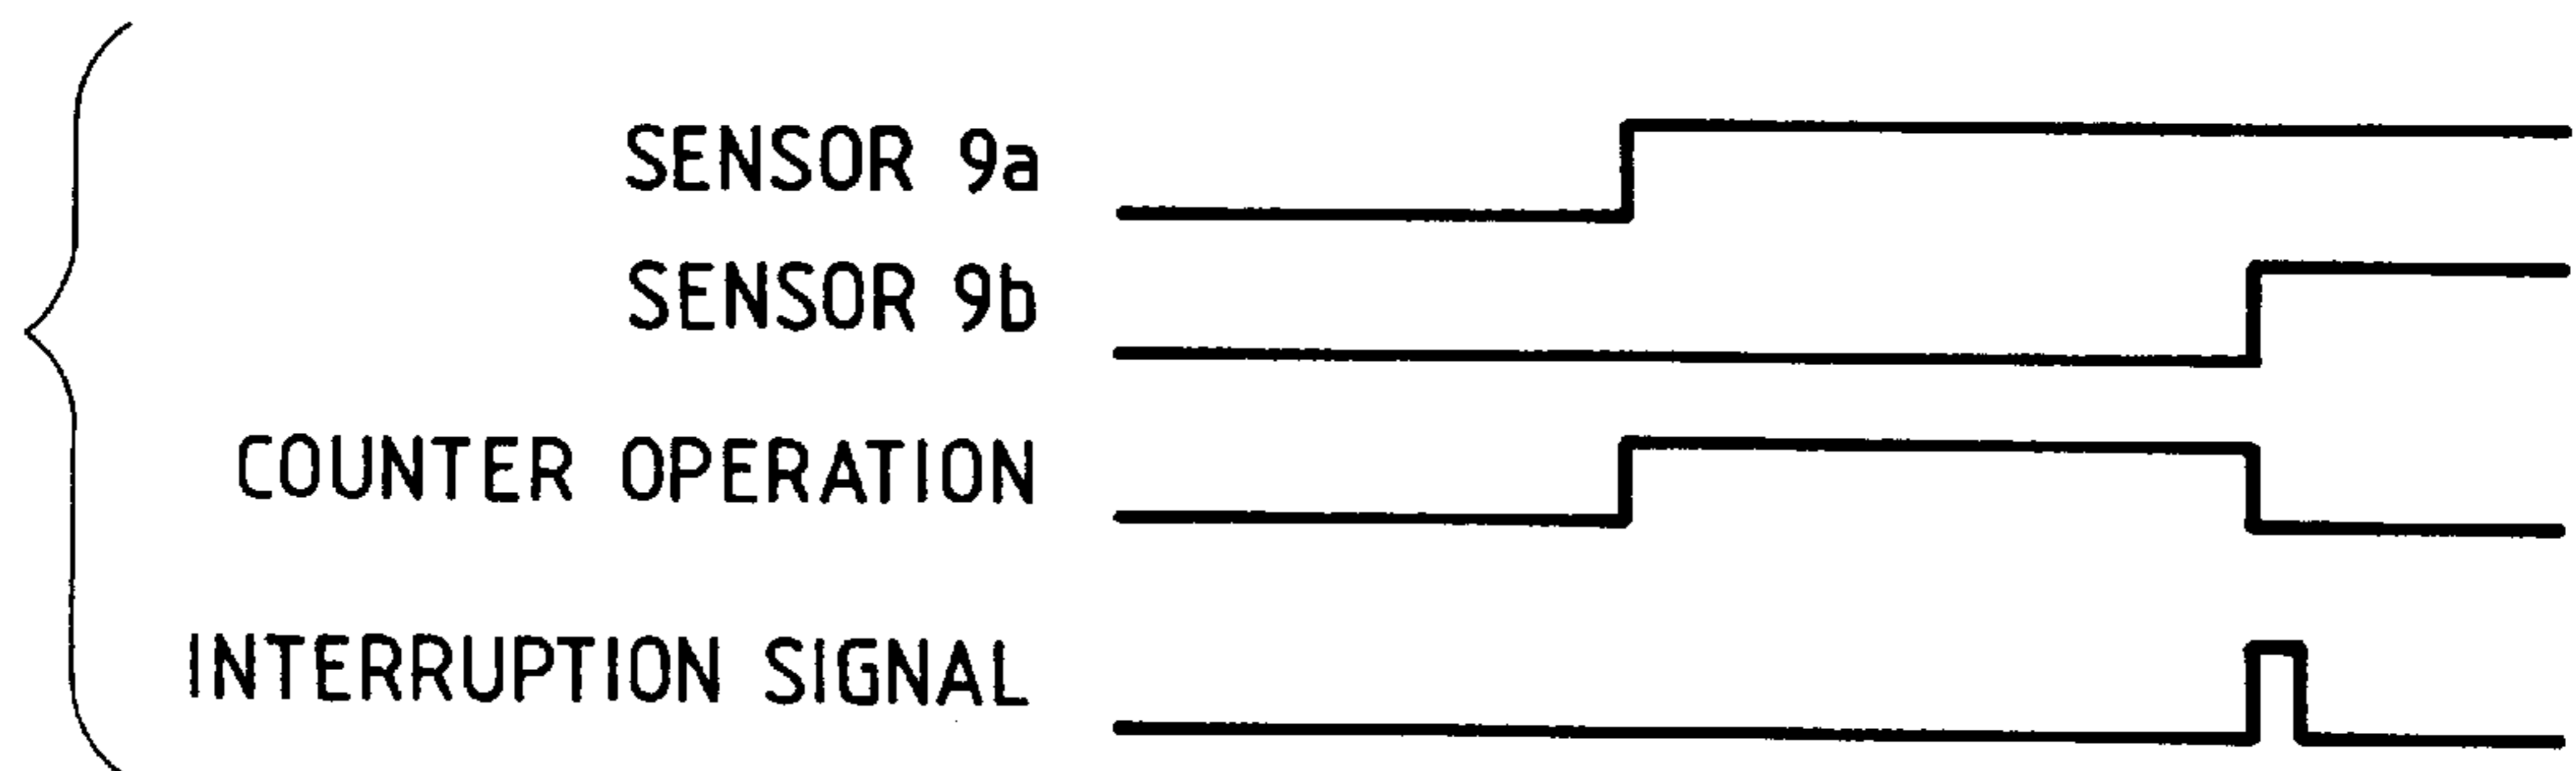 SENSOR 9a
SENSOR 9b
COUNTER OPERATION
INTERRUPTION SIGNAL